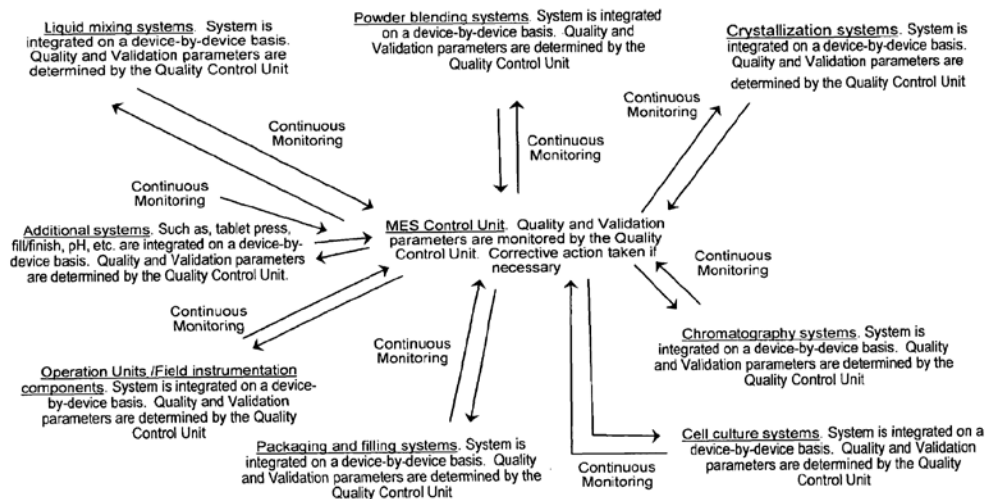 Liquid mixing systems. System is
integrated on a device-by-device basis.
Quality and Validation parameters are
determined by the Quality Control Unit
Powder blending systems. System is integrated
on a device-by-device basis. Quality and
Validation parameters are determined by the
Quality Control Unit
Crystallization systems. System is
integrated on a device-by-device basis.
Quality and Validation parameters are
determined by the Quality Control Unit
Continuous
Monitoring
Continuous
Monitoring
Continuous
Monitoring
Continuous
Monitoring
Additional systems. Such as, tablet press,
fill/finish, pH, etc. are integrated on a device-by-
device basis. Quality and Validation parameters
are determined by the Quality Control Unit.
MES Control Unit. Quality and Validation
parameters are monitored by the Quality
Control Unit. Corrective action taken if
necessary
Continuous
Monitoring
Continuous
Monitoring
Continuous
Monitoring
Chromatography systems. System is
integrated on a device-by-device basis. Quality
and Validation parameters are determined by the
Quality Control Unit
Operation Units /Field instrumentation
components. System is integrated on a device-
by-device basis. Quality and Validation
parameters are determined by the Quality
Control Unit
Packaging and filling systems. System is
integrated on a device-by-device basis. Quality
and Validation parameters are determined by the
Quality Control Unit
Continuous
Monitoring
Cell culture systems. System is integrated on a
device-by-device basis. Quality and Validation
parameters are determined by the Quality
Control Unit